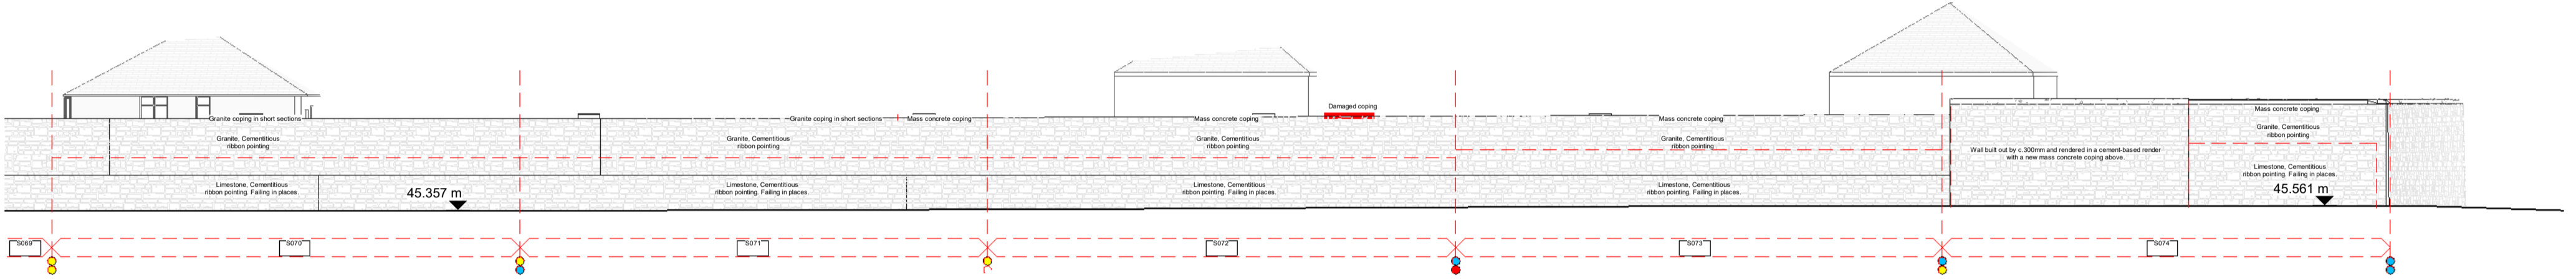 Damaged coping
Mass concrete coping
Granite coping in short sections
Granite coping in short sections
Mass concrete coping
Mass concrete coping
Mass concrete coping
Granite, Cementitious
ribbon pointing
Granite, Cementitious
ribbon pointing
Granite, Cementitious
ribbon pointing
Granite, Cementitious
ribbon pointing
Granite, Cementitious
ribbon pointing
Wall built out by c.300mm and rendered in a cement-based render
with a new mass concrete coping above.
Limestone, Cementitious
ribbon pointing. Failing in places.
Limestone, Cementitious
ribbon pointing. Failing in places.
Limestone, Cementitious
ribbon pointing. Failing in places.
Limestone, Cementitious
ribbon pointing. Failing in places.
Limestone, Cementitious
ribbon pointing. Failing in places.
45.357 m
45.561 m
S069
S070
S071
S072
S073
S074